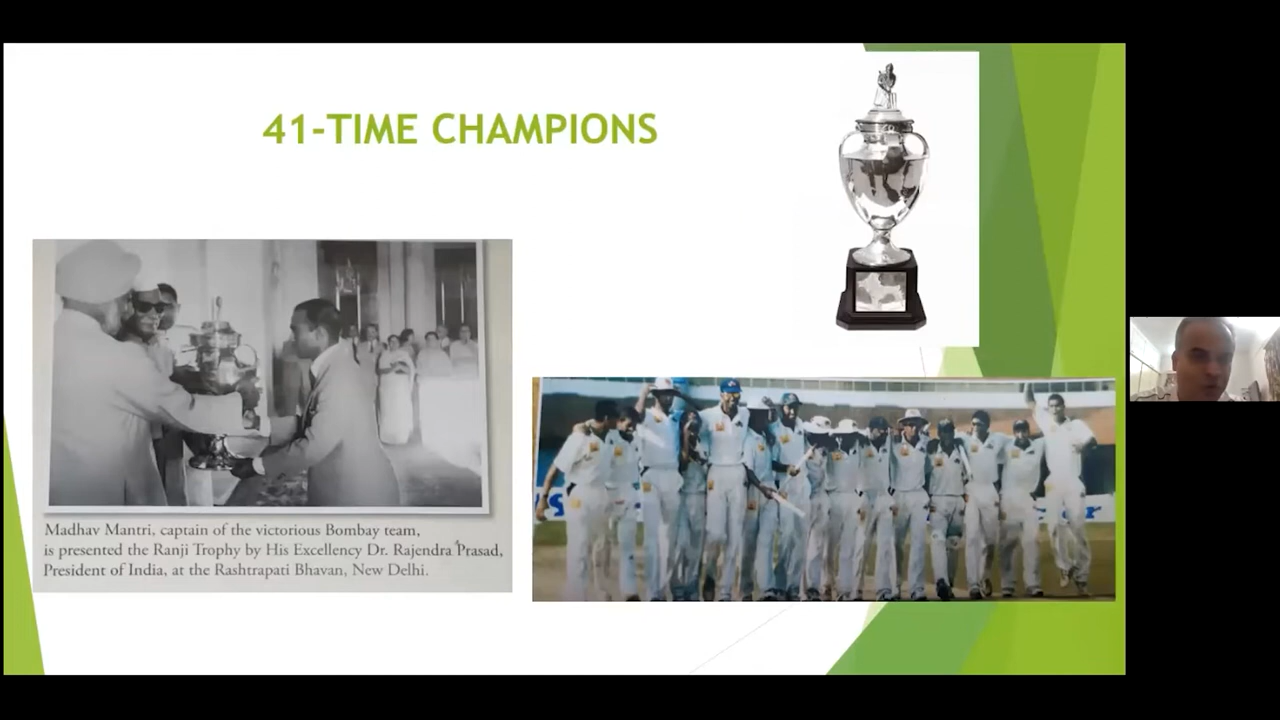 41-TIME CHAMPIONS
Madhav Mantri, captain of the victorious Bombay team,
is presented the Ranji Trophy by His Excellency Dr. Rajendra Prasad,
President of India, at the Rashtrapati Bhavan, New Delhi.